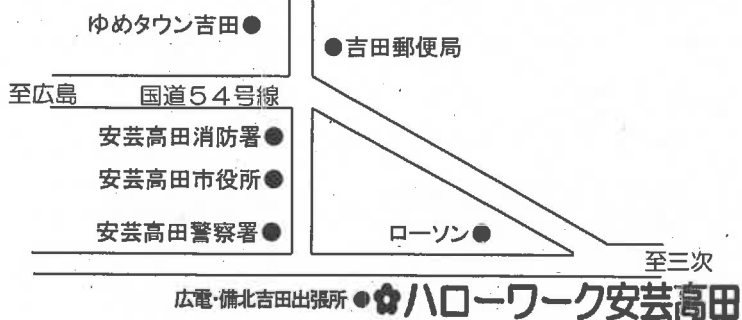 ゆめタウン吉田●
●吉田郵便局
至広島
国道54号線
安芸高田消防署●
安芸高田市役所●
安芸高田警察署●
ローソン●
至三次
広電・備北吉田出張所●
ハローワーク安芸高田